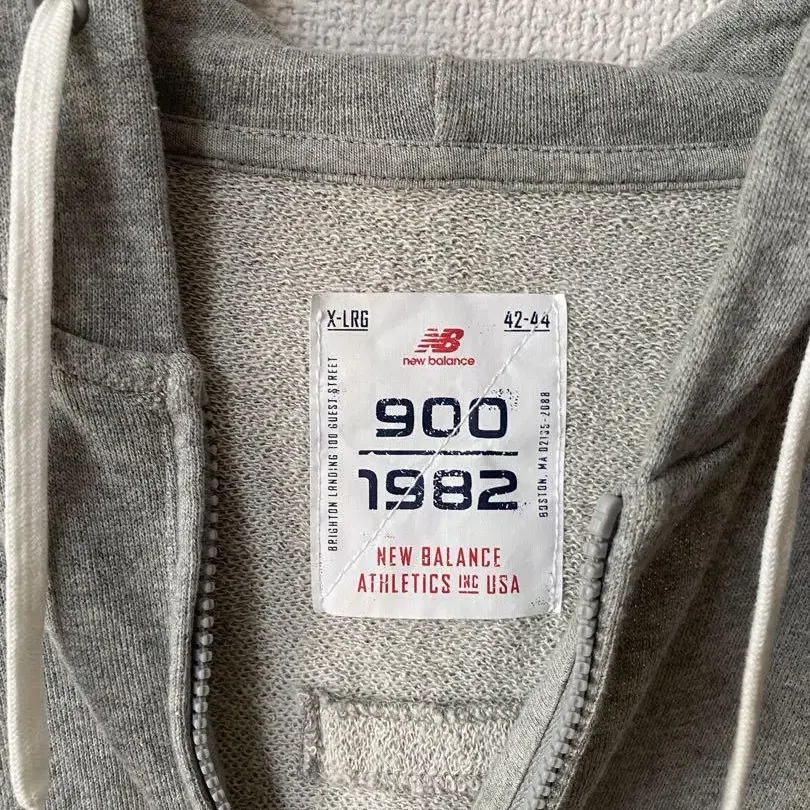 X-LRG
42-44
NB
new balance
900
1982
NEW BALANCE
ATHLETICS INC USA
BRIGHTON LANDING 100 GUEST STREET
BOSTON, MA 02135-2088